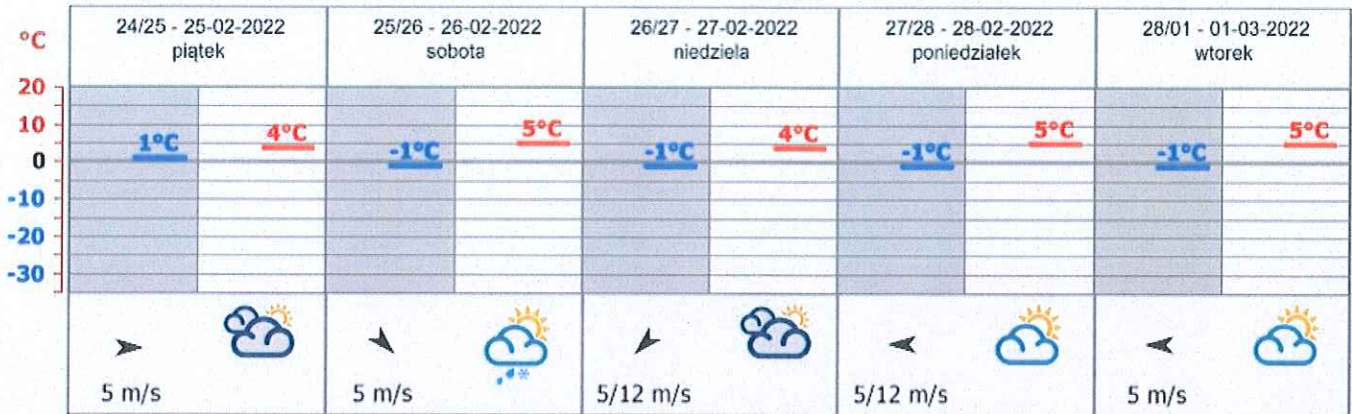 °C
24/25 - 25-02-2022
piątek
25/26 - 26-02-2022
sobota
26/27 - 27-02-2022
niedziela
27/28 - 28-02-2022
poniedziałek
28/01 - 01-03-2022
wtorek
20
10
0
-10
-20
-30
1°C
4°C
-1°C
5°C
-1°C
4°C
-1°C
5°C
-1°C
5°C
5 m/s
5 m/s
5/12 m/s
5/12 m/s
5 m/s